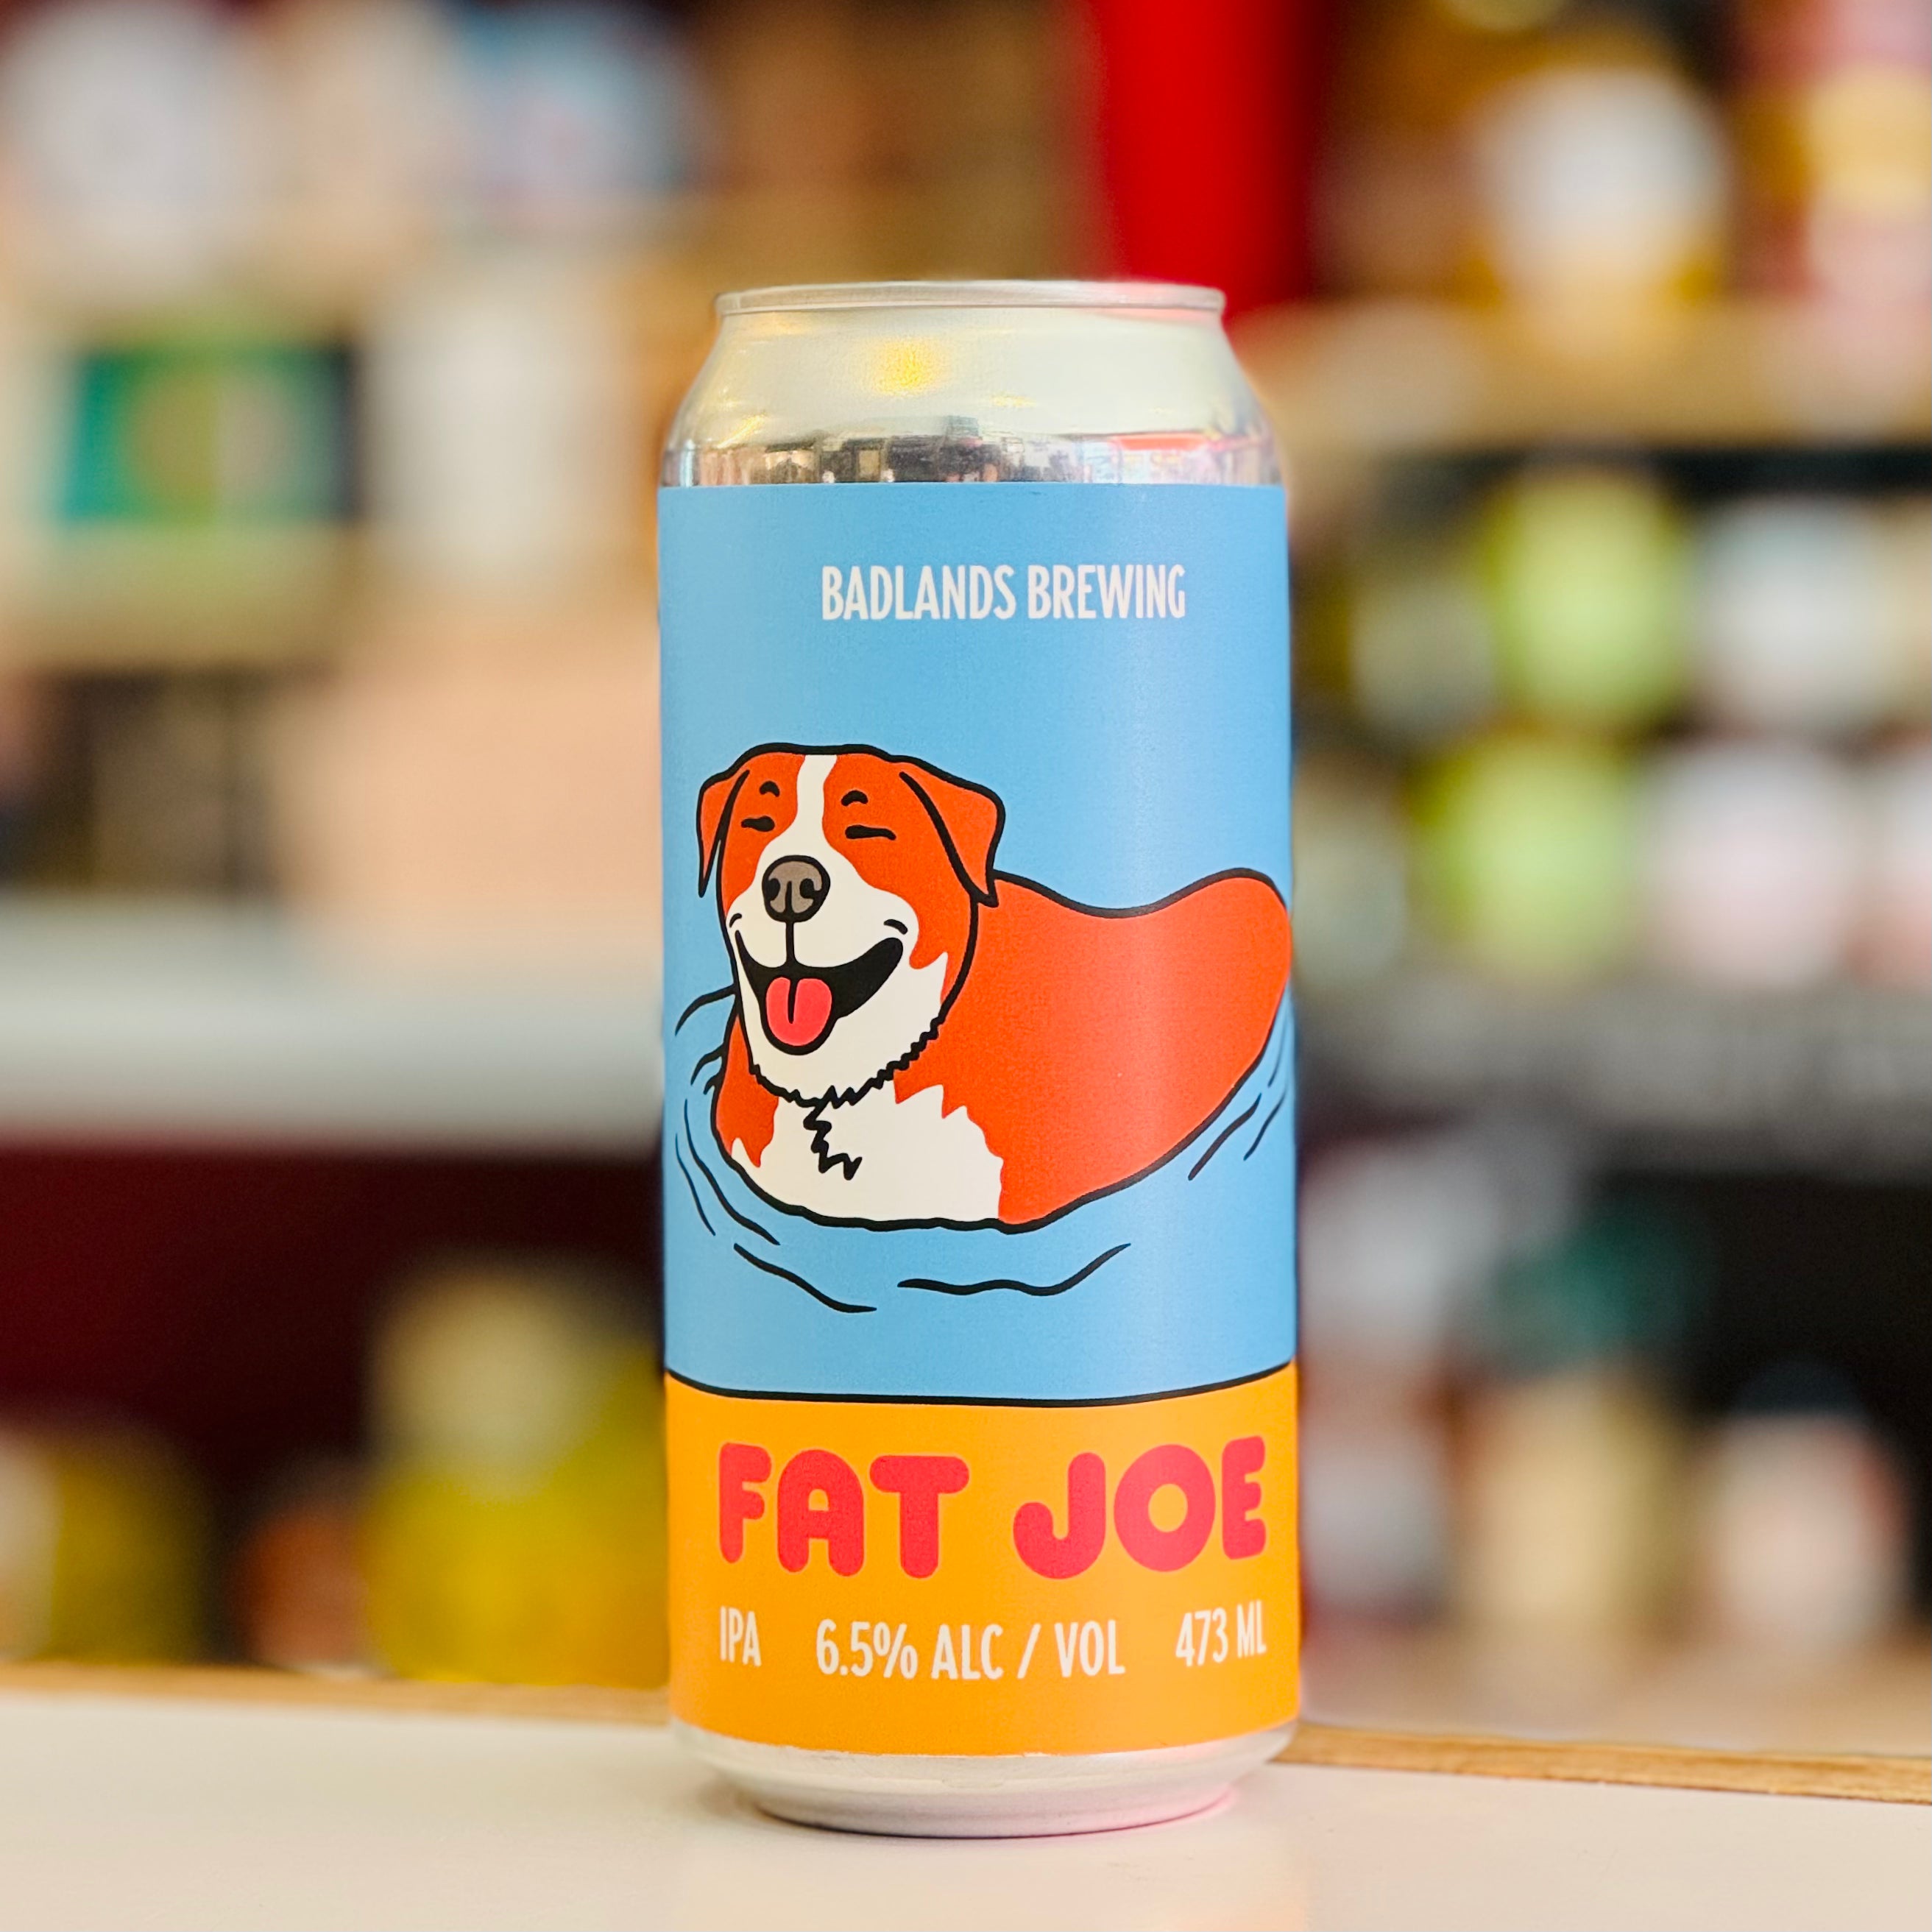 BADLANDS BREWING
FAT JOE
IPA 6.5% ALC / VOL 473 ML